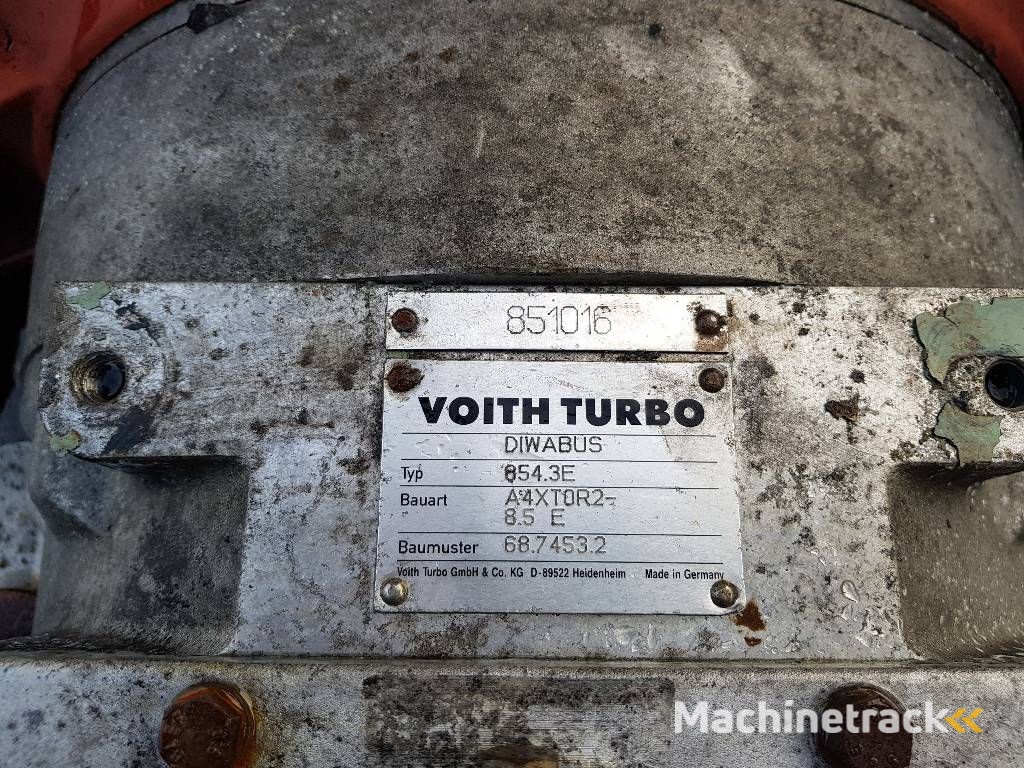 851016
VOITH TURBO
DIWABUS
Typ 854.3E
Bauart A4XT0R2-
8.5 E
Baumuster 68.7453.2
Voith Turbo GmbH & Co. KG D-89522 Heidenheim Made in Germany
Machinetrack